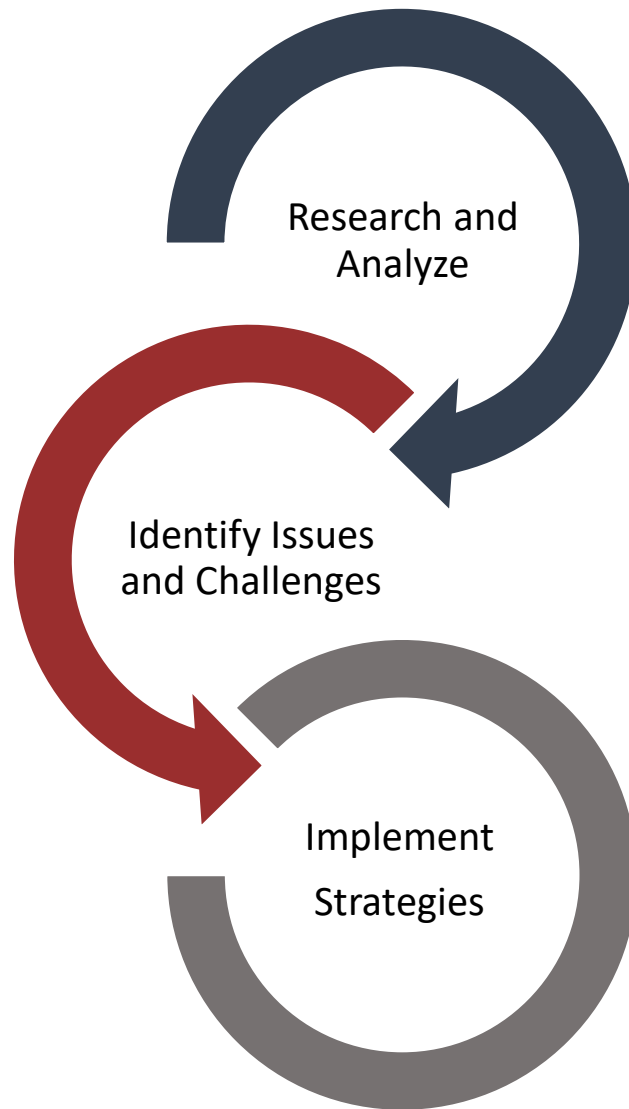 Research and
Analyze
Identify Issues
and Challenges
Implement
Strategies